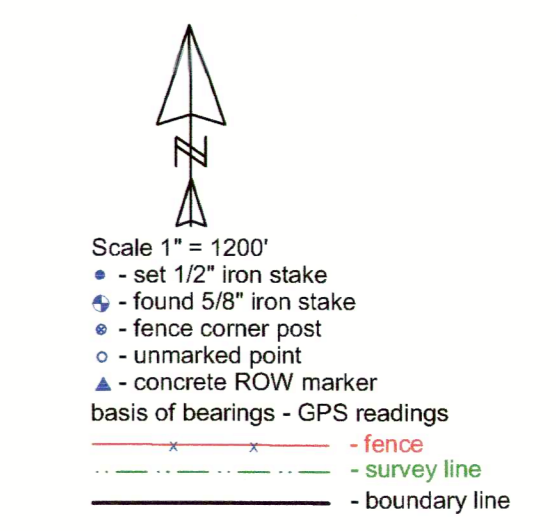 N
Scale 1" = 1200'
- set 1/2" iron stake
- found 5/8" iron stake
- fence corner post
- unmarked point
- concrete ROW marker
basis of bearings - GPS readings
x x - fence
- survey line
- boundary line